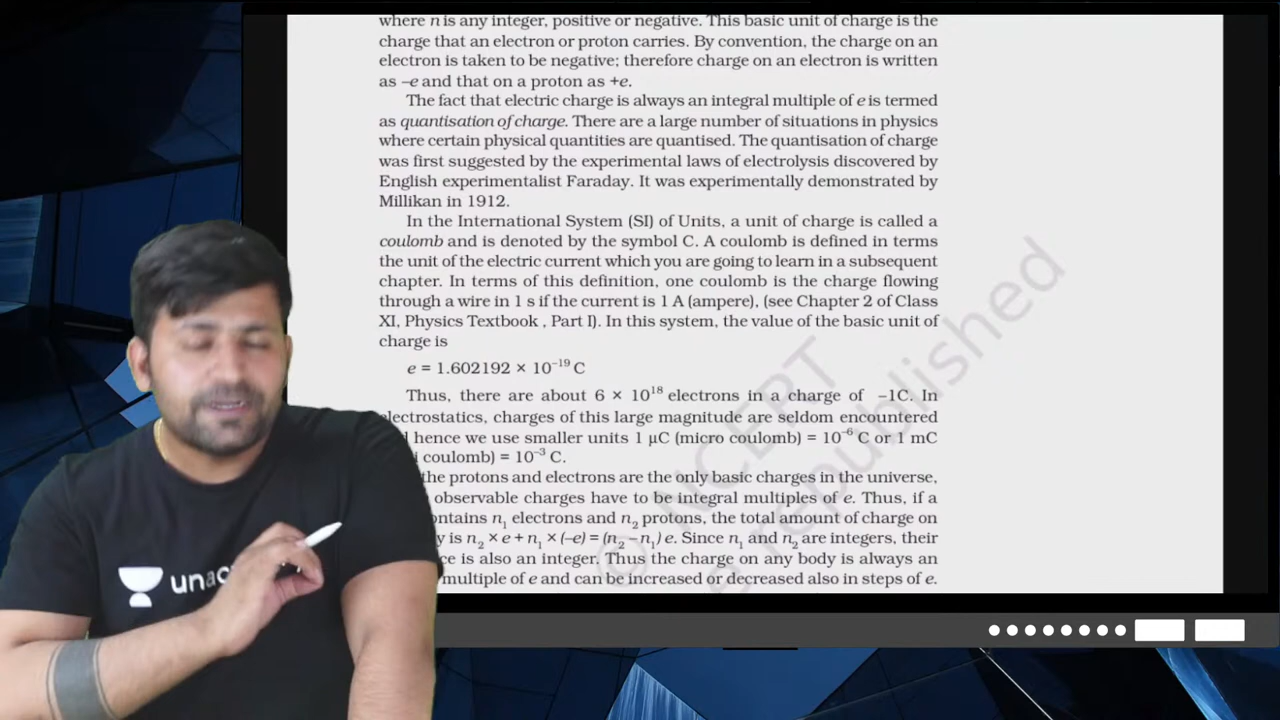 where n is any integer, positive or negative. This basic unit of charge is the
charge that an electron or proton carries. By convention, the charge on an
electron is taken to be negative; therefore charge on an electron is written
as –e and that on a proton as +e.
The fact that electric charge is always an integral multiple of e is termed
as quantisation of charge. There are a large number of situations in physics
where certain physical quantities are quantised. The quantisation of charge
was first suggested by the experimental laws of electrolysis discovered by
English experimentalist Faraday. It was experimentally demonstrated by
Millikan in 1912.
In the International System (SI) of Units, a unit of charge is called a
coulomb and is denoted by the symbol C. A coulomb is defined in terms
the unit of the electric current which you are going to learn in a subsequent
chapter. In terms of this definition, one coulomb is the charge flowing
through a wire in 1 s if the current is 1 A (ampere), (see Chapter 2 of Class
XI, Physics Textbook , Part I). In this system, the value of the basic unit of
charge is
e = 1.602192 × 10⁻¹⁹ C
Thus, there are about 6 × 10¹⁸ electrons in a charge of –1C. In
electrostatics, charges of this large magnitude are seldom encountered
hence we use smaller units 1 μC (micro coulomb) = 10⁻⁶ C or 1 mC
coulomb) = 10⁻³ C.
the protons and electrons are the only basic charges in the universe,
observable charges have to be integral multiples of e. Thus, if a
n₁ electrons and n₂ protons, the total amount of charge on
is n₂ × e + n₁ × (–e) = (n₂ – n₁) e. Since n₁ and n₂ are integers, their
is also an integer. Thus the charge on any body is always an
multiple of e and can be increased or decreased also in steps of e.
© NCERT
republished